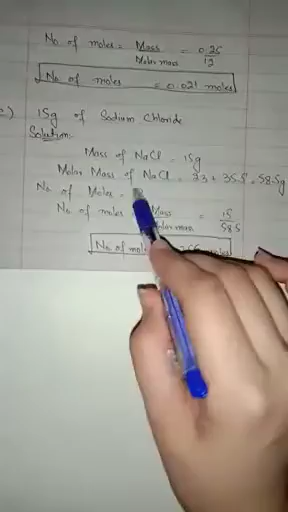 No of moles = Mass / Molar mass = 0.25 / 12
No of moles = 0.021 moles
c) 15g of Sodium Chloride
Solution
Mass of NaCl = 15g
Molar Mass of NaCl = 23 + 35.5 = 58.5g
No of Moles =
No of moles = Mass / Molar mass = 15 / 58.5
No of moles